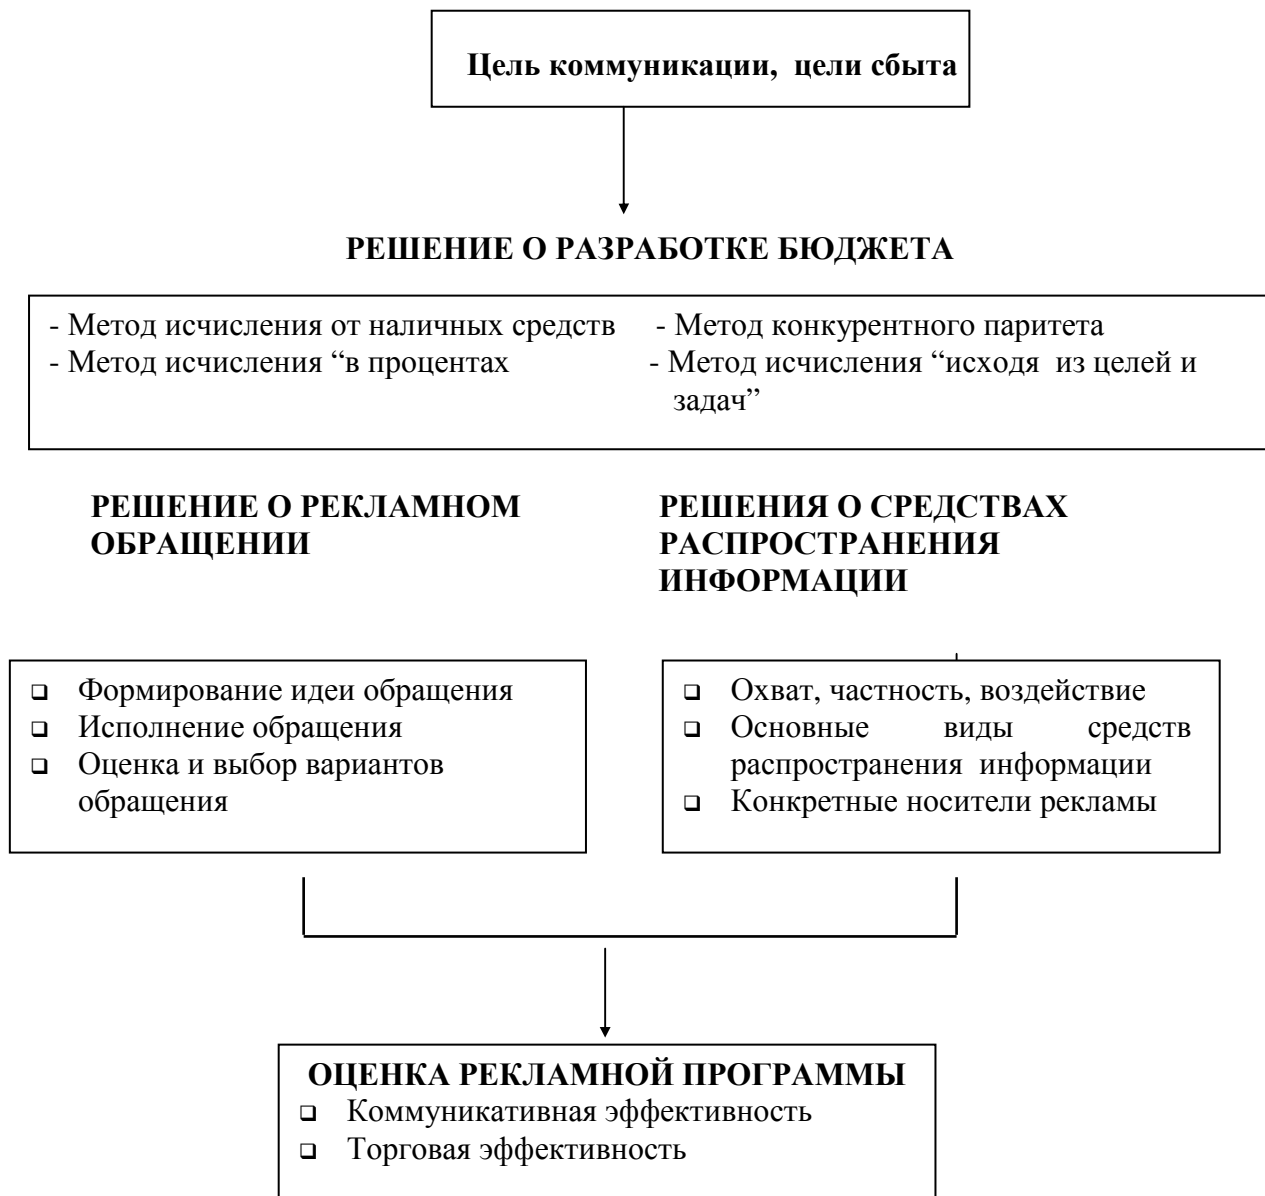 Цель коммуникации, цели сбыта
РЕШЕНИЕ О РАЗРАБОТКЕ БЮДЖЕТА
- Метод исчисления от наличных средств - Метод конкурентного паритета
- Метод исчисления “в процентах - Метод исчисления “исходя из целей и
задач”
РЕШЕНИЕ О РЕКЛАМНОМ
ОБРАЩЕНИИ
РЕШЕНИЯ О СРЕДСТВАХ
РАСПРОСТРАНЕНИЯ
ИНФОРМАЦИИ
Формирование идеи обращения
Исполнение обращения
Оценка и выбор вариантов
обращения
Охват, частность, воздействие
Основные виды средств
распространения информации
Конкретные носители рекламы
ОЦЕНКА РЕКЛАМНОЙ ПРОГРАММЫ
Коммуникативная эффективность
Торговая эффективность